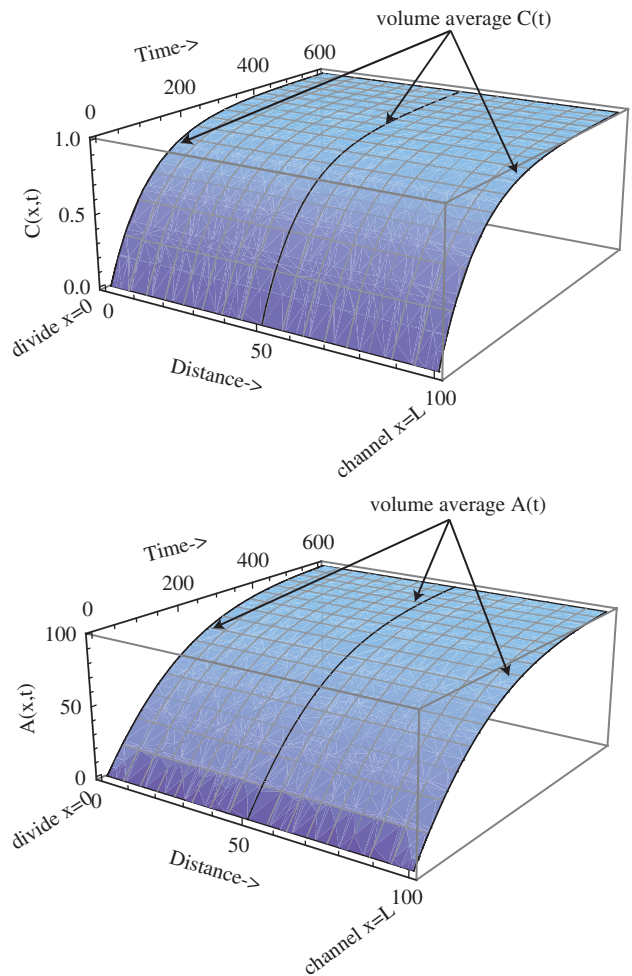 volume average C(t)
Time->
600
400
200
0
1.0
0.5
0.0
C(x,t)
divide x=0
0
50
100
Distance->
channel x=L
volume average A(t)
Time->
600
400
200
0
100
50
0
A(x,t)
divide x=0
0
50
100
Distance->
channel x=L